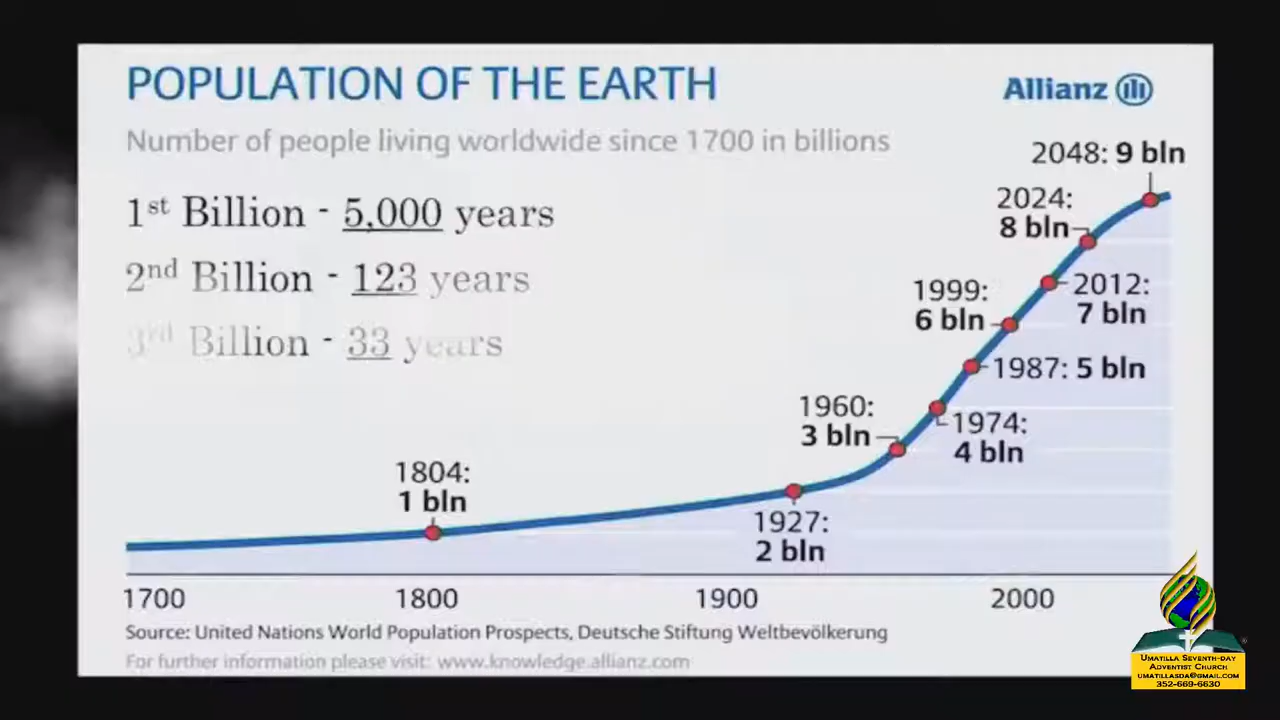 POPULATION OF THE EARTH
Allianz
Number of people living worldwide since 1700 in billions
1st Billion - 5,000 years
2nd Billion - 123 years
3rd Billion - 33 years
2048: 9 bln
2024:
8 bln
2012:
7 bln
1999:
6 bln
1987: 5 bln
1974:
4 bln
1960:
3 bln
1927:
2 bln
1804:
1 bln
1700
1800
1900
2000
Source: United Nations World Population Prospects, Deutsche Stiftung Weltbevölkerung
For further information please visit: www.knowledge.allianz.com
Umatilla Seventh-day
Adventist Church
umatillasda@gmail.com
352-669-6630